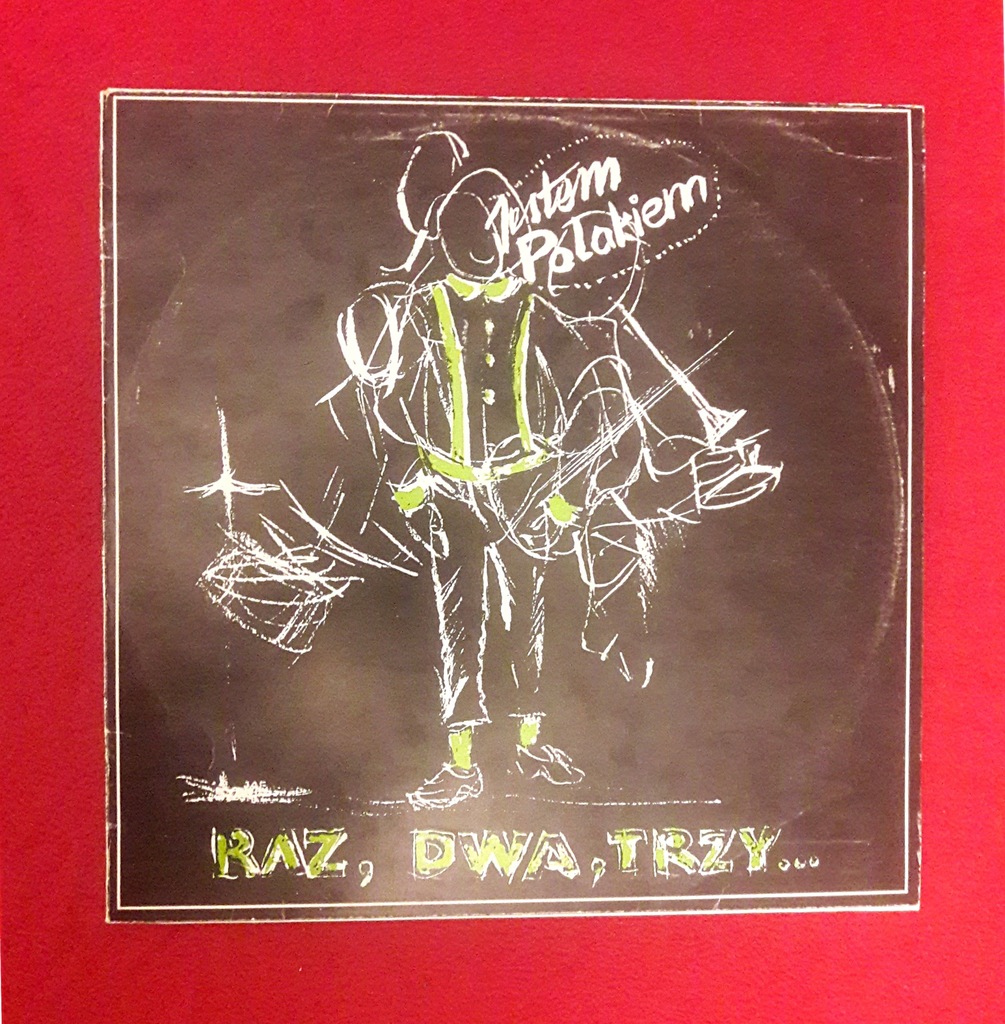 Jestem
Polakiem
RAZ, DWA, TRZY...